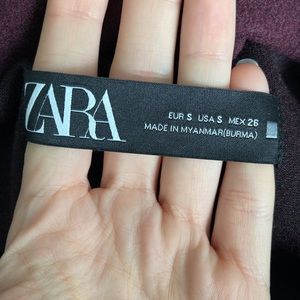 ZARA
EUR S USA S MEX 26
MADE IN MYANMAR(BURMA)